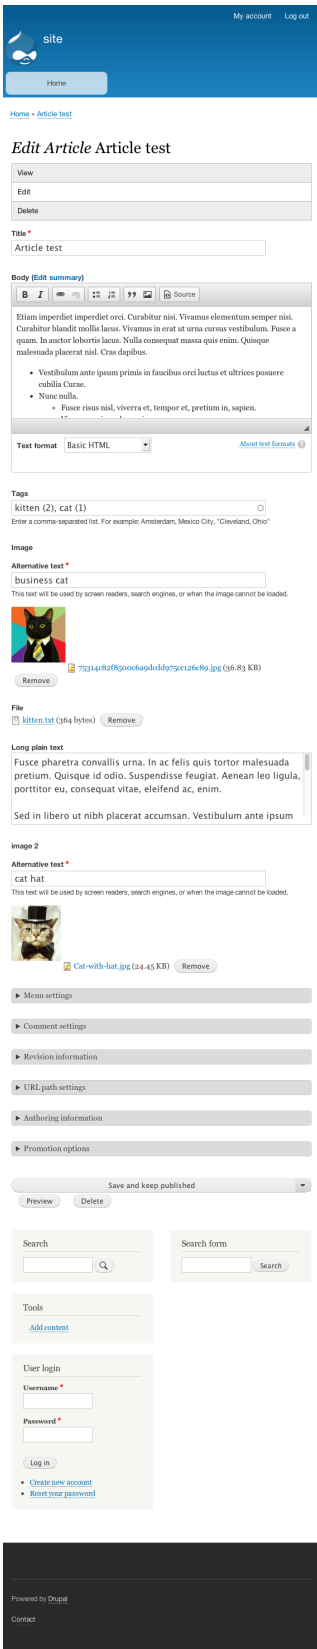 My account Log out
site
Home
Home » Article test
Edit Article Article test
View
Edit
Delete
Title *
Article test
Body (Edit summary)
B I Source
Etiam imperdiet imperdiet orci. Curabitur nisi. Vivamus elementum semper nisi.
Curabitur blandit mollis lacus. Vivamus in erat ut urna cursus vestibulum. Fusce a
quam. In auctor lobortis lacus. Nulla consequat massa quis enim. Quisque
malesuada placerat nisl. Cras dapibus.
• Vestibulum ante ipsum primis in faucibus orci luctus et ultrices posuere
cubilia Curae.
• Nunc nulla.
Fusce risus nisl, viverra et, tempor et, pretium in, sapien.
Text format Basic HTML About text formats ?
Tags
kitten (2), cat (1)
Enter a comma-separated list. For example: Amsterdam, Mexico City, "Cleveland, Ohio"
Image
Alternative text *
business cat
This text will be used by screen readers, search engines, or when the image cannot be loaded.
75314c82f8500c6a9dcdd975cc126c89.jpg (36.83 KB)
Remove
File
kitten.txt (364 bytes) Remove
Long plain text
Fusce pharetra convallis urna. In ac felis quis tortor malesuada
pretium. Quisque id odio. Suspendisse feugiat. Aenean leo ligula,
porttitor eu, consequat vitae, eleifend ac, enim.
Sed in libero ut nibh placerat accumsan. Vestibulum ante ipsum
image 2
Alternative text *
cat hat
This text will be used by screen readers, search engines, or when the image cannot be loaded.
Cat-with-hat.jpg (24.45 KB) Remove
Menu settings
Comment settings
Revision information
URL path settings
Authoring information
Promotion options
Save and keep published
Preview Delete
Search
Search form
Search
Tools
Add content
User login
Username *
Password *
Log in
• Create new account
• Reset your password
Powered by Drupal
Contact